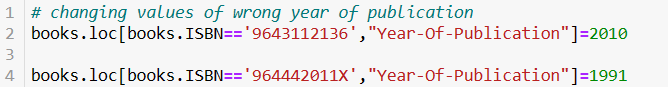 1 # changing values of wrong year of publication
2 books.loc[books.ISBN=='9643112136',"Year-Of-Publication"]=2010
3
4 books.loc[books.ISBN=='964442011X',"Year-Of-Publication"]=1991